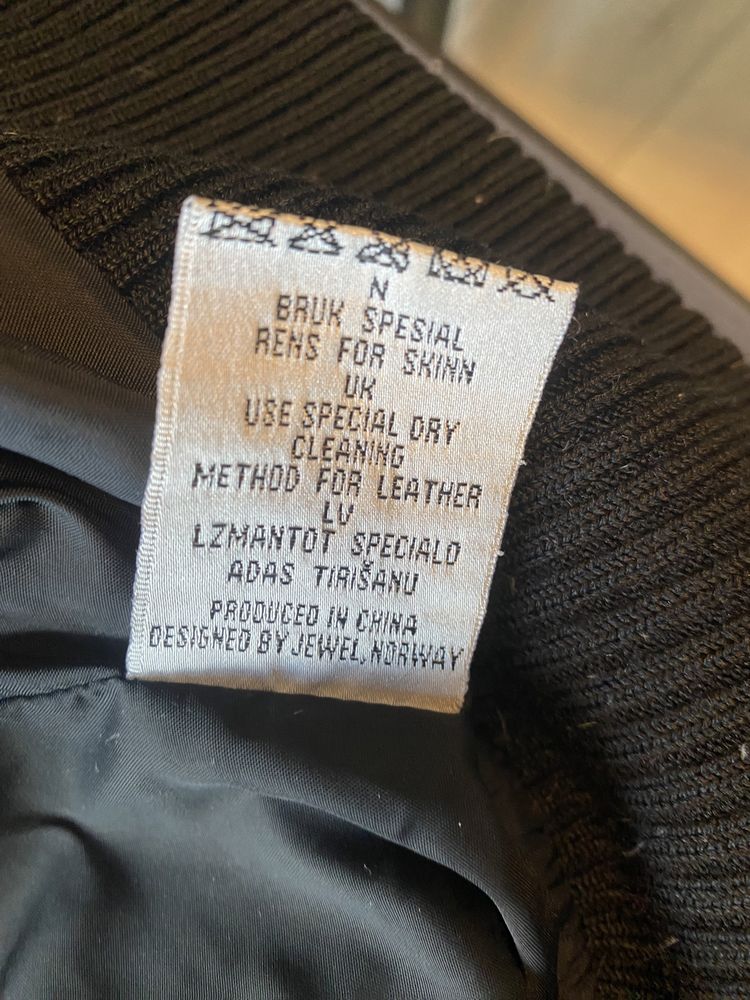 N
BRUK SPESIAL
RENS FOR SKINN
UK
USE SPECIAL DRY
CLEANING
METHOD FOR LEATHER
LV
LZMANTOT SPECIALO
ADAS TIRIŠANU
PRODUCED IN CHINA
DESIGNED BY JEWEL, NORWAY